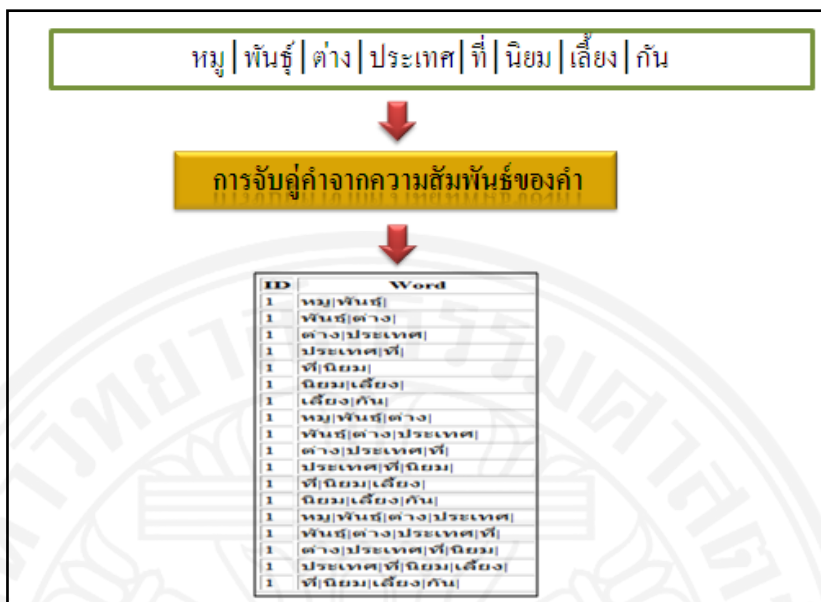 หมู|พันธุ์|ต่าง|ประเทศ|ที่|นิยม|เลี้ยง|กัน
การจับคู่คำจากความสัมพันธ์ของคำ
ID Word
1 หมู|พันธุ์|
1 พันธุ์|ต่าง|
1 ต่าง|ประเทศ|
1 ประเทศ|ที่|
1 ที่|นิยม|
1 นิยม|เลี้ยง|
1 เลี้ยง|กัน|
1 หมู|พันธุ์|ต่าง|
1 พันธุ์|ต่าง|ประเทศ|
1 ต่าง|ประเทศ|ที่|
1 ประเทศ|ที่|นิยม|
1 ที่|นิยม|เลี้ยง|
1 นิยม|เลี้ยง|กัน|
1 หมู|พันธุ์|ต่าง|ประเทศ|
1 พันธุ์|ต่าง|ประเทศ|ที่|
1 ต่าง|ประเทศ|ที่|นิยม|
1 ประเทศ|ที่|นิยม|เลี้ยง|
1 ที่|นิยม|เลี้ยง|กัน|